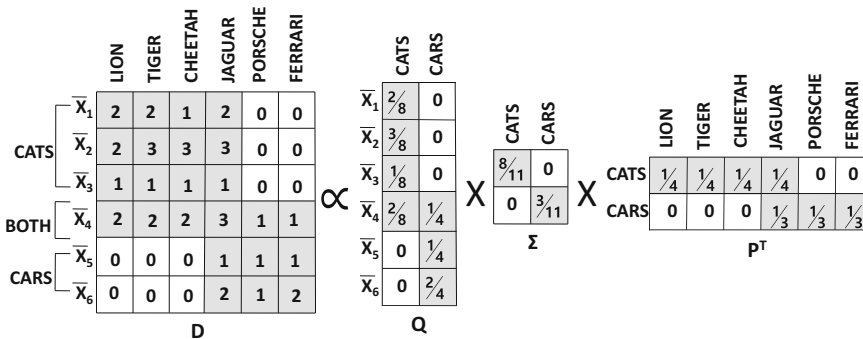 LION TIGER CHEETAH JAGUAR PORSCHE FERRARI
CATS CARS
CATS
BOTH
CARS
X̅₁ 2 2 1 2 0 0
X̅₂ 2 3 3 3 0 0
X̅₃ 1 1 1 1 0 0
X̅₄ 2 2 2 3 1 1
X̅₅ 0 0 0 1 1 1
X̅₆ 0 0 0 2 1 2
D
∝
X̅₁ 2/8 0
X̅₂ 3/8 0
X̅₃ 1/8 0
X̅₄ 2/8 1/4
X̅₅ 0 1/4
X̅₆ 0 2/4
Q
X
CATS CARS
8/11 0
0 3/11
Σ
X
LION TIGER CHEETAH JAGUAR PORSCHE FERRARI
CATS 1/4 1/4 1/4 1/4 0 0
CARS 0 0 0 1/3 1/3 1/3
Pᵀ